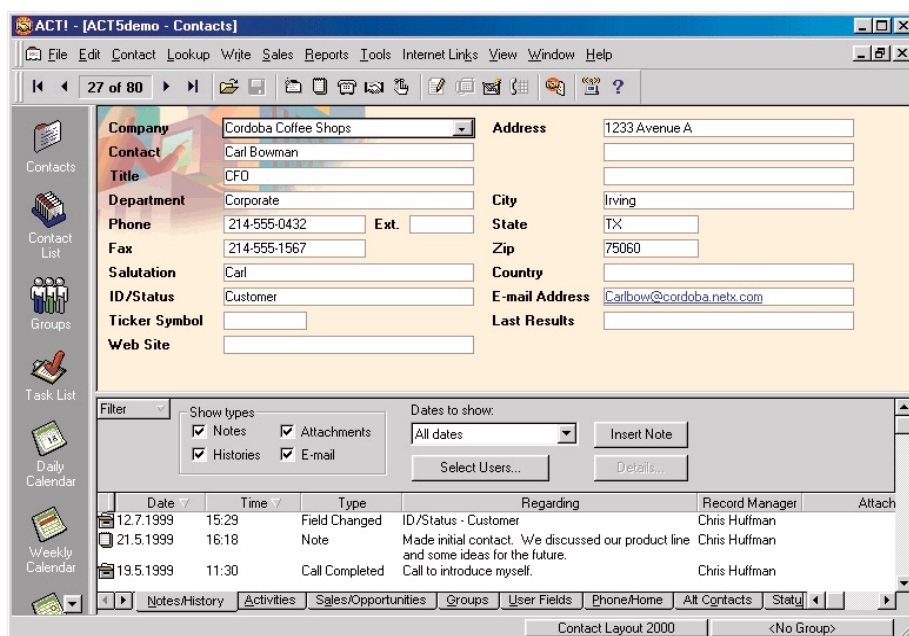 ACT! - [ACT5demo - Contacts]
File Edit Contact Lookup Write Sales Reports Tools Internet Links View Window Help
27 of 80
Contacts
Contact List
Groups
Task List
Daily Calendar
Weekly Calendar
Company Cordoba Coffee Shops Address 1233 Avenue A
Contact Carl Bowman
Title CFO
Department Corporate City Irving
Phone 214-555-0432 Ext. State TX
Fax 214-555-1567 Zip 75060
Salutation Carl Country
ID/Status Customer E-mail Address Carlbow@cordoba.netx.com
Ticker Symbol Last Results
Web Site
Filter Show types Dates to show:
Notes Attachments All dates Insert Note
Histories E-mail Select Users... Details...
Date Time Type Regarding Record Manager Attach
12.7.1999 15:29 Field Changed ID/Status - Customer Chris Huffman
21.5.1999 16:18 Note Made initial contact. We discussed our product line Chris Huffman
and some ideas for the future.
19.5.1999 11:30 Call Completed Call to introduce myself. Chris Huffman
Notes/History Activities Sales/Opportunities Groups User Fields Phone/Home Alt Contacts Statu
Contact Layout 2000 <No Group>